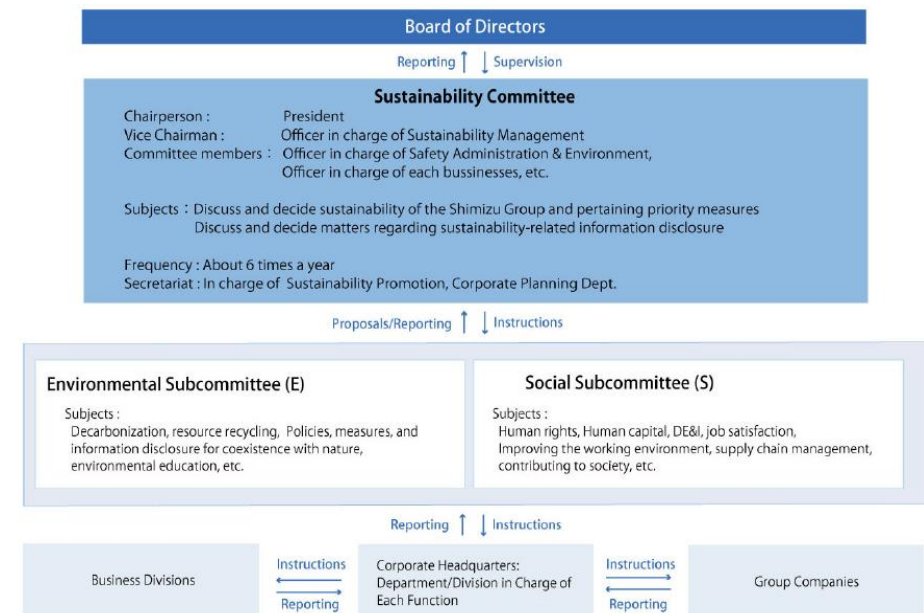 Board of Directors
Reporting ↑ ↓ Supervision
Sustainability Committee
Chairperson : President
Vice Chairman : Officer in charge of Sustainability Management
Committee members : Officer in charge of Safety Administration & Environment,
Officer in charge of each bussinesses, etc.
Subjects : Discuss and decide sustainability of the Shimizu Group and pertaining priority measures
Discuss and decide matters regarding sustainability-related information disclosure
Frequency : About 6 times a year
Secretariat : In charge of Sustainability Promotion, Corporate Planning Dept.
Proposals/Reporting ↑ ↓ Instructions
Environmental Subcommittee (E)
Subjects :
Decarbonization, resource recycling, Policies, measures, and
information disclosure for coexistence with nature,
environmental education, etc.
Social Subcommittee (S)
Subjects :
Human rights, Human capital, DE&I, job satisfaction,
Improving the working environment, supply chain management,
contributing to society, etc.
Reporting ↑ ↓ Instructions
Business Divisions
Instructions
Reporting
Corporate Headquarters:
Department/Division in Charge of
Each Function
Instructions
Reporting
Group Companies